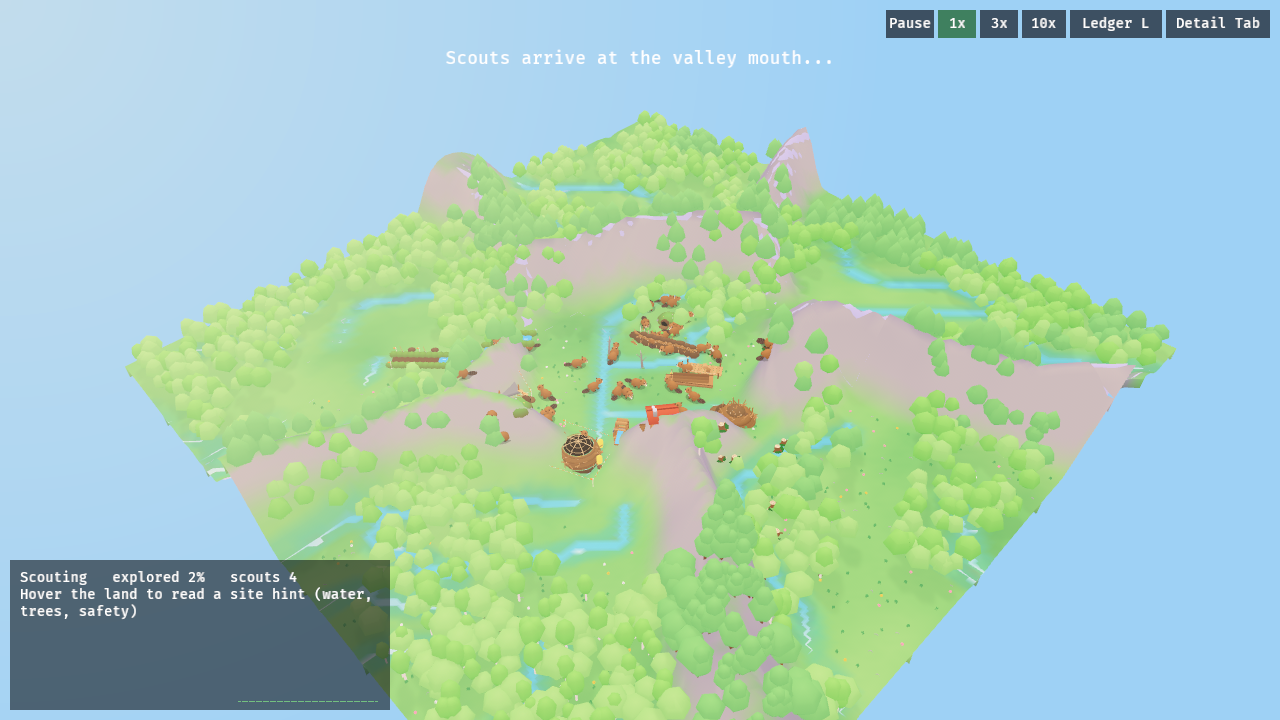 Pause 1x 3x 10x Ledger L Detail Tab
Scouts arrive at the valley mouth...
Scouting explored 2% scouts 4
Hover the land to read a site hint (water,
trees, safety)